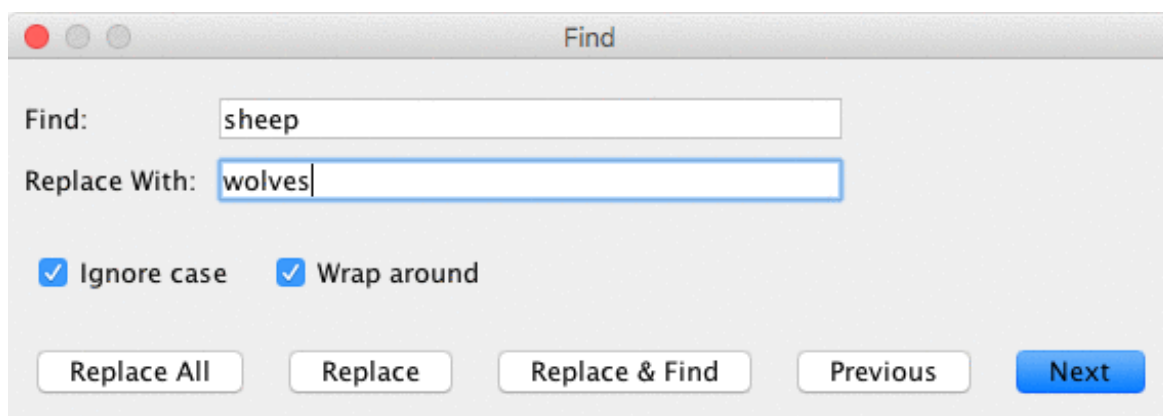 Find
Find: sheep
Replace With: wolves
Ignore case Wrap around
Replace All Replace Replace & Find Previous Next